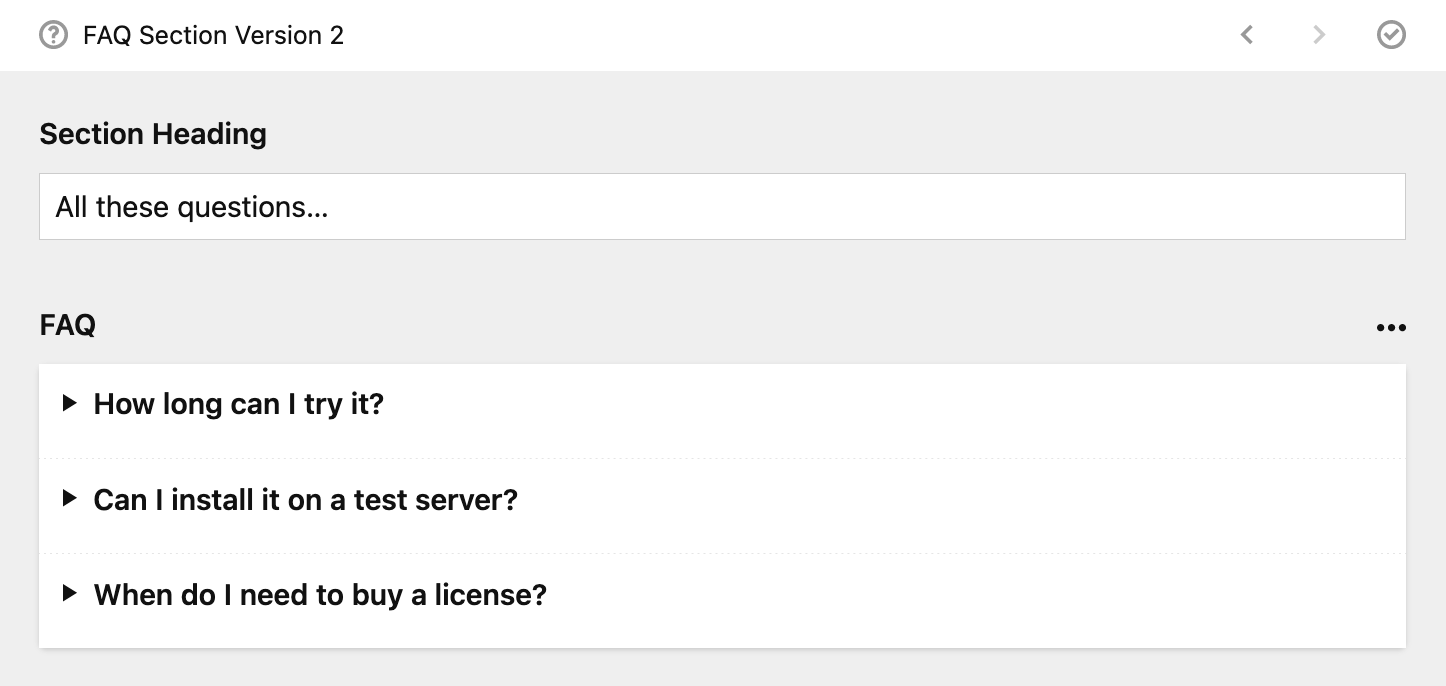 FAQ Section Version 2
Section Heading
All these questions...
FAQ
How long can I try it?
Can I install it on a test server?
When do I need to buy a license?